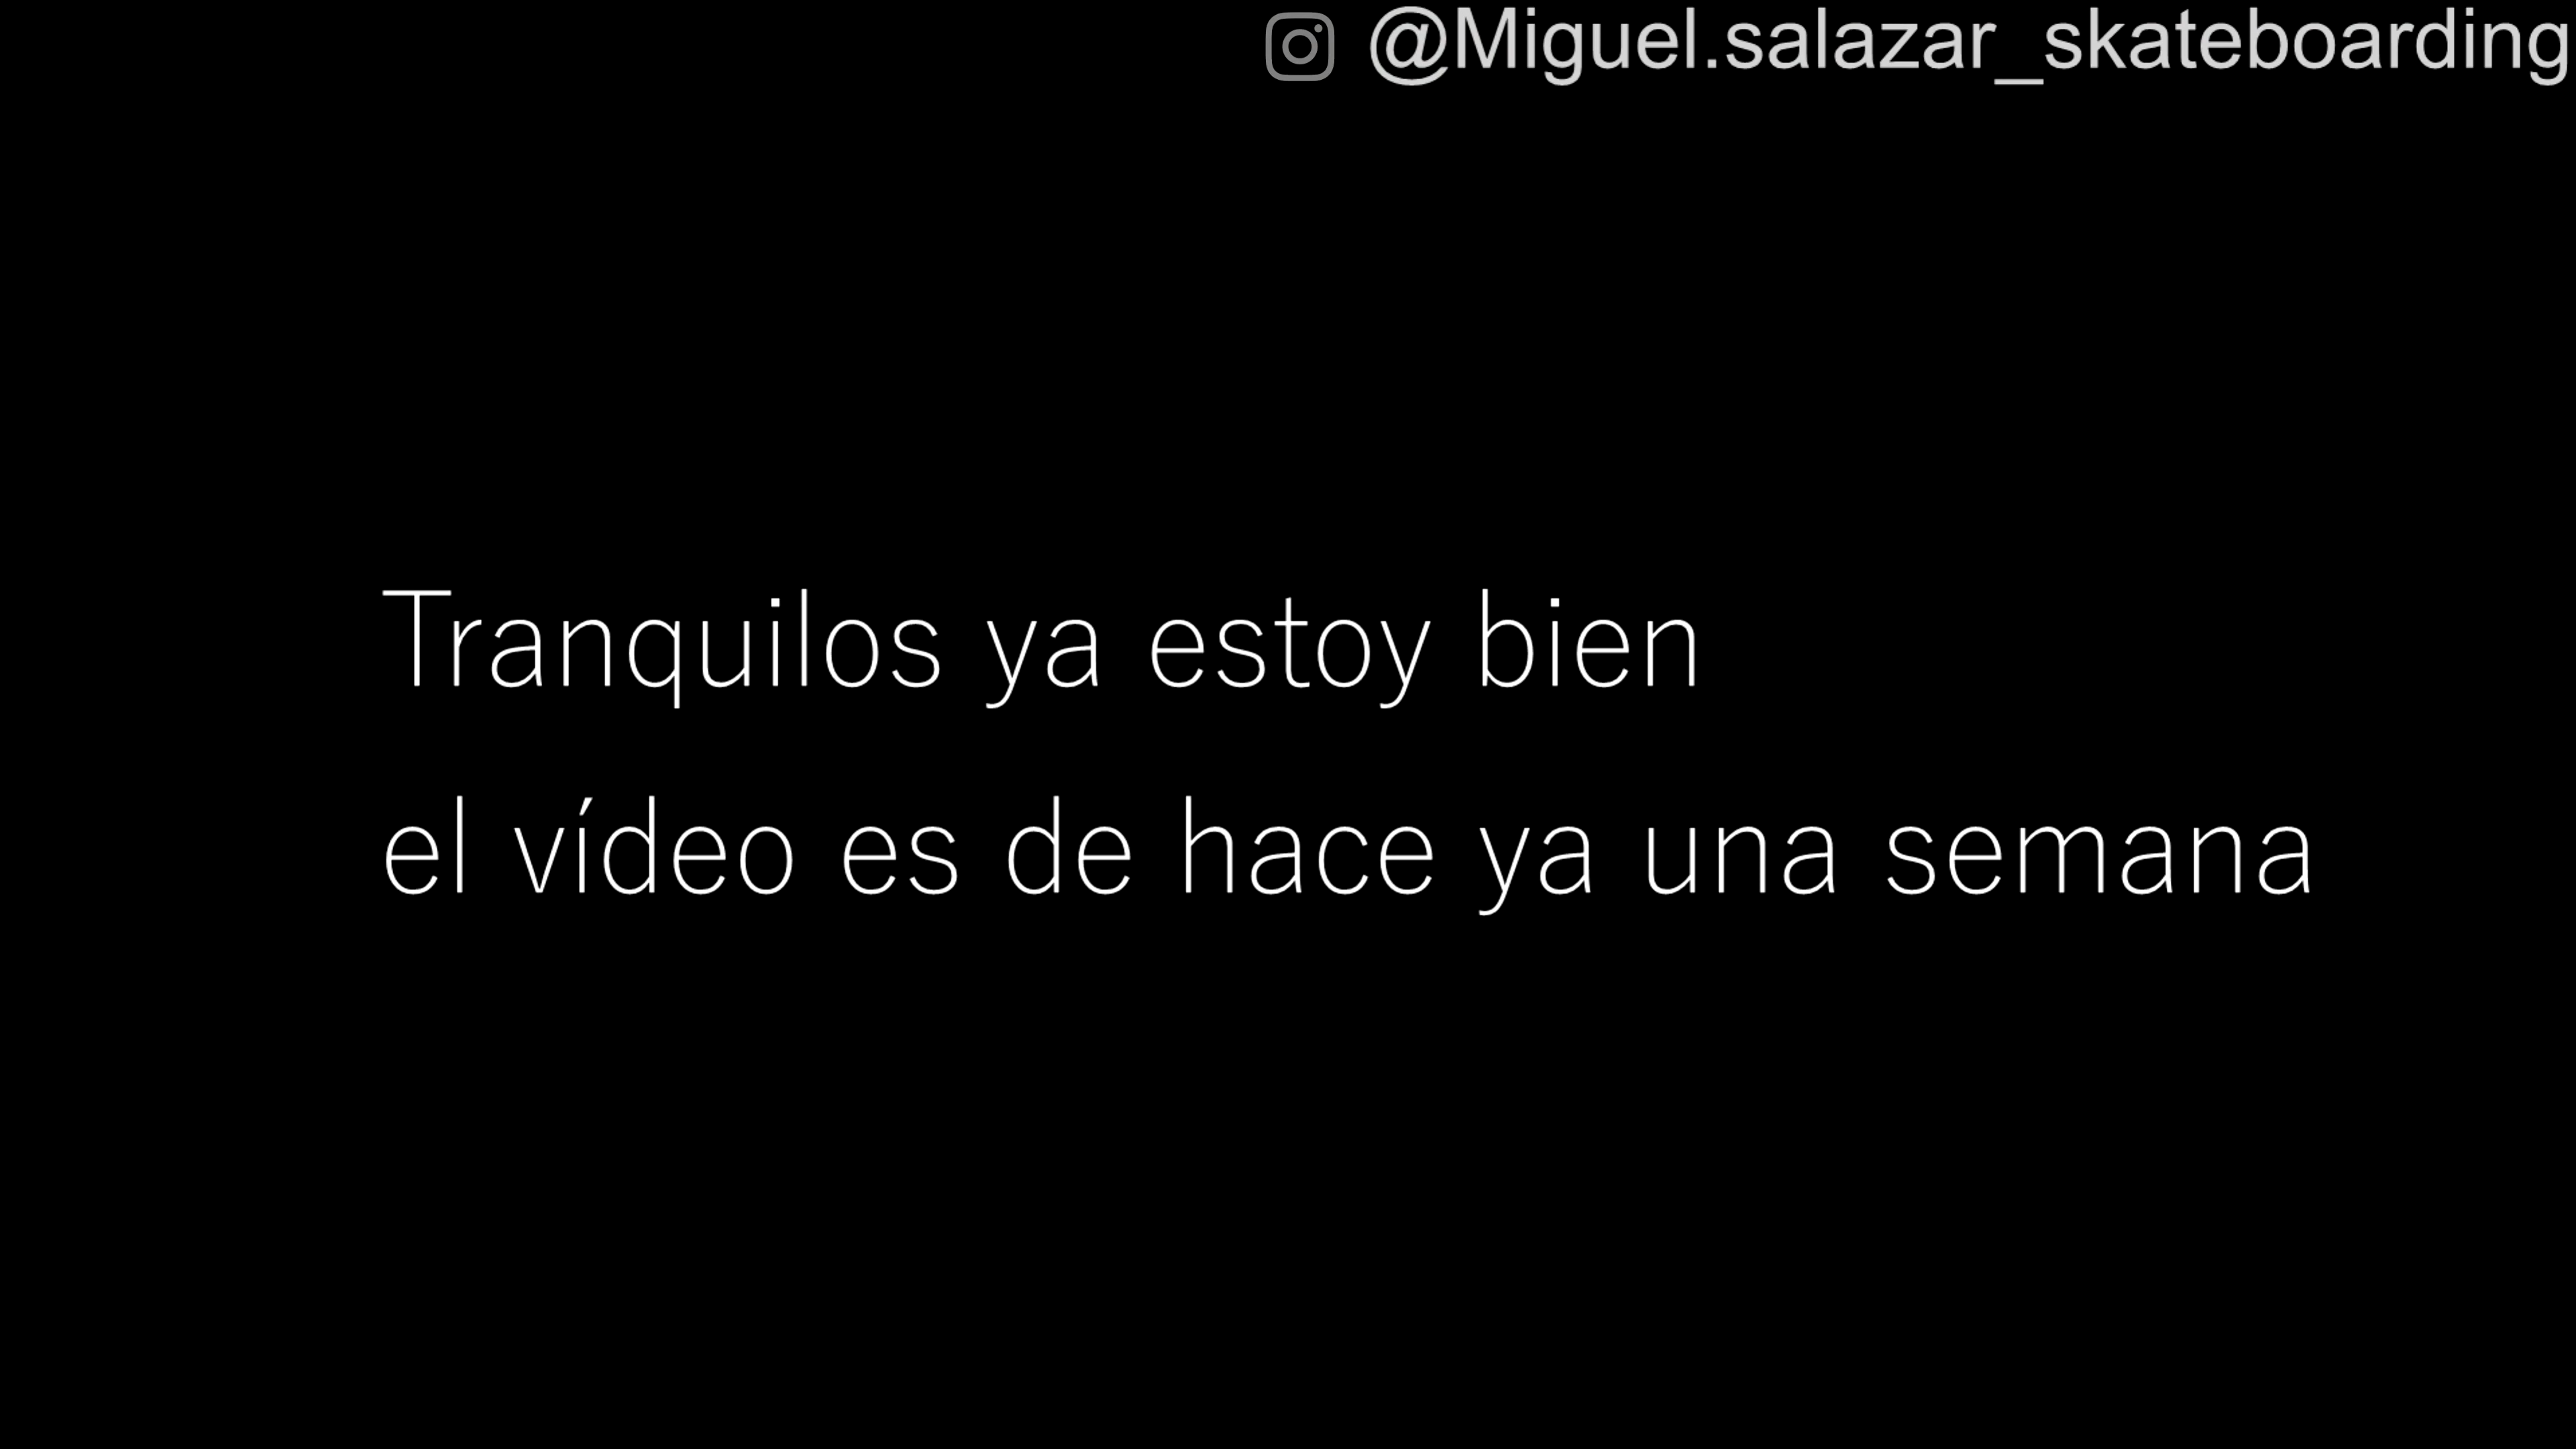 @Miguel.salazar_skateboarding
Tranquilos ya estoy bien
el vídeo es de hace ya una semana